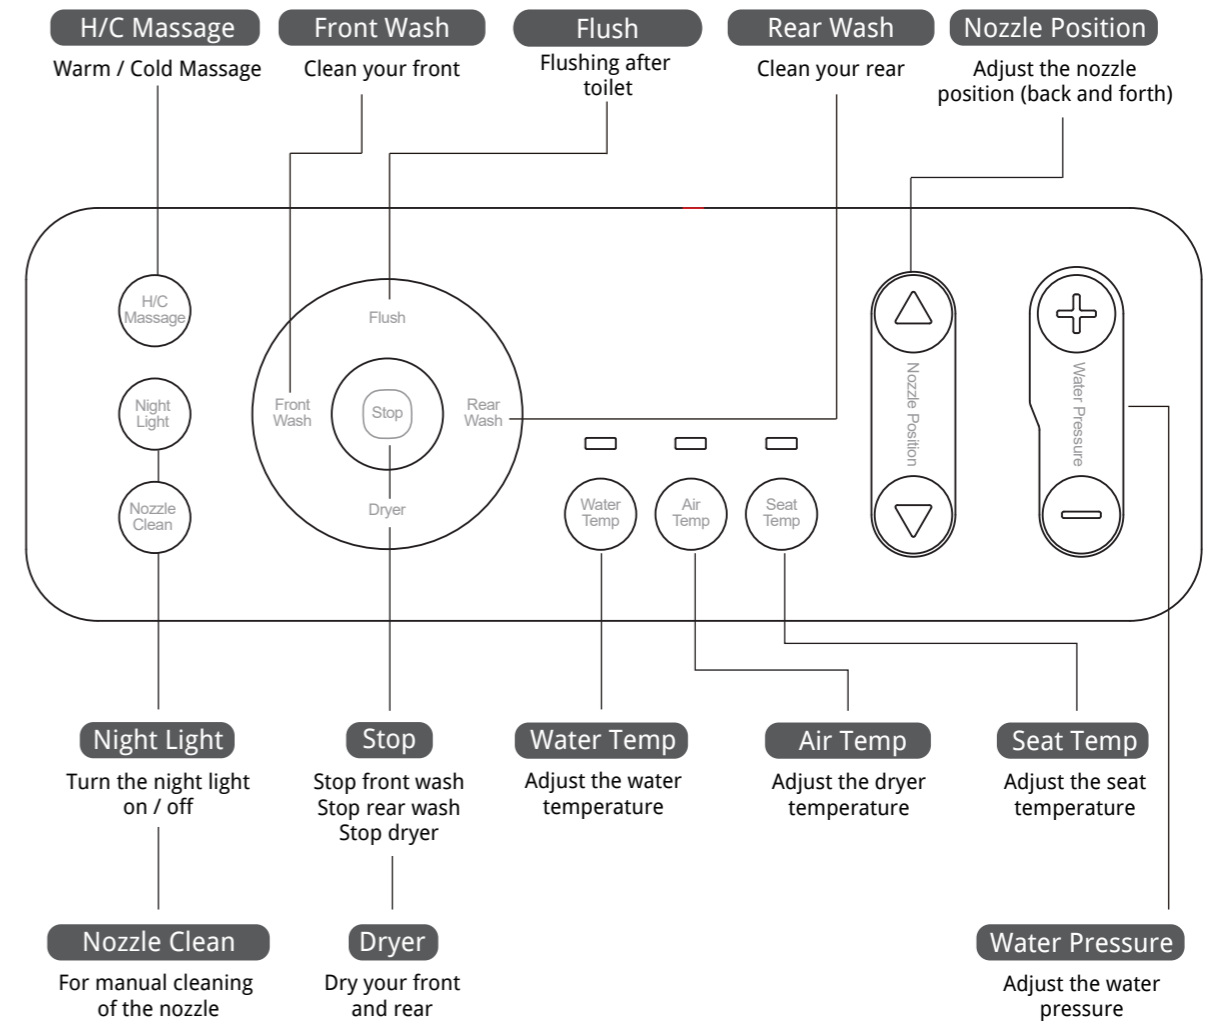 H/C Massage
Warm / Cold Massage
Front Wash
Clean your front
Flush
Flushing after
toilet
Rear Wash
Clean your rear
Nozzle Position
Adjust the nozzle
position (back and forth)
H/C
Massage
Night
Light
Nozzle
Clean
Flush
Front
Wash
Stop
Rear
Wash
Dryer
Water
Temp
Air
Temp
Seat
Temp
Nozzle Position
Water Pressure
Night Light
Turn the night light
on / off
Stop
Stop front wash
Stop rear wash
Stop dryer
Water Temp
Adjust the water
temperature
Air Temp
Adjust the dryer
temperature
Seat Temp
Adjust the seat
temperature
Nozzle Clean
For manual cleaning
of the nozzle
Dryer
Dry your front
and rear
Water Pressure
Adjust the water
pressure